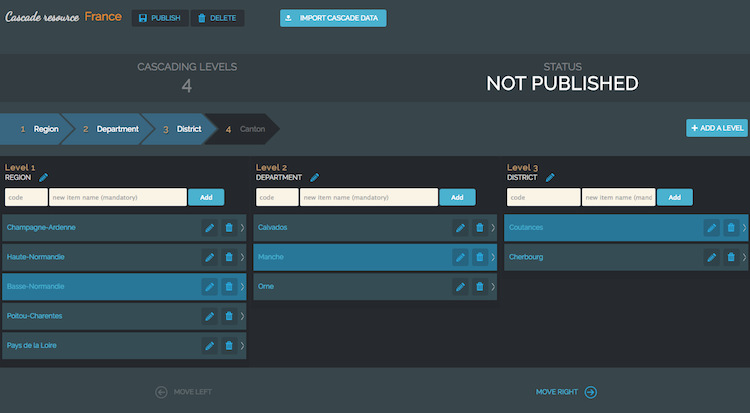 Cascade resource France PUBLISH DELETE IMPORT CASCADE DATA
CASCADING LEVELS
4
STATUS
NOT PUBLISHED
1 Region 2 Department 3 District 4 Canton
+ ADD A LEVEL
Level 1
REGION
code new item name (mandatory) Add
Champagne-Ardenne
Haute-Normandie
Basse-Normandie
Poitou-Charentes
Pays de la Loire
Level 2
DEPARTMENT
code new item name (mandatory) Add
Calvados
Manche
Orne
Level 3
DISTRICT
code new item name (mand Add
Coutances
Cherbourg
MOVE LEFT
MOVE RIGHT